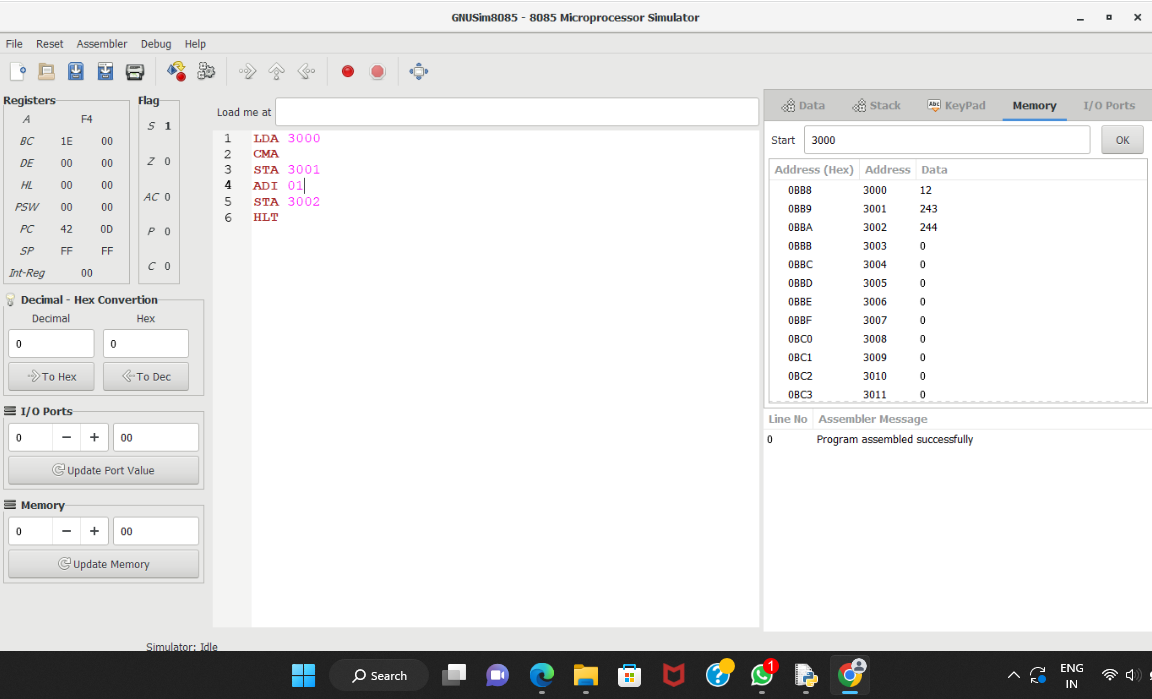 GNUSim8085 - 8085 Microprocessor Simulator
File Reset Assembler Debug Help
Registers
A F4
BC 1E 00
DE 00 00
HL 00 00
PSW 00 00
PC 42 0D
SP FF FF
Int-Reg 00
Flag
S 1
Z 0
AC 0
P 0
C 0
Decimal - Hex Convertion
Decimal Hex
0 0
To Hex To Dec
I/O Ports
0 − + 00
Update Port Value
Memory
0 − + 00
Update Memory
Simulator: Idle
Load me at
1 LDA 3000
2 CMA
3 STA 3001
4 ADI 01
5 STA 3002
6 HLT
Data Stack Abc KeyPad Memory I/O Ports
Start 3000 OK
Address (Hex) Address Data
0BB8 3000 12
0BB9 3001 243
0BBA 3002 244
0BBB 3003 0
0BBC 3004 0
0BBD 3005 0
0BBE 3006 0
0BBF 3007 0
0BC0 3008 0
0BC1 3009 0
0BC2 3010 0
0BC3 3011 0
Line No Assembler Message
0 Program assembled successfully
Search
1
ENG
IN